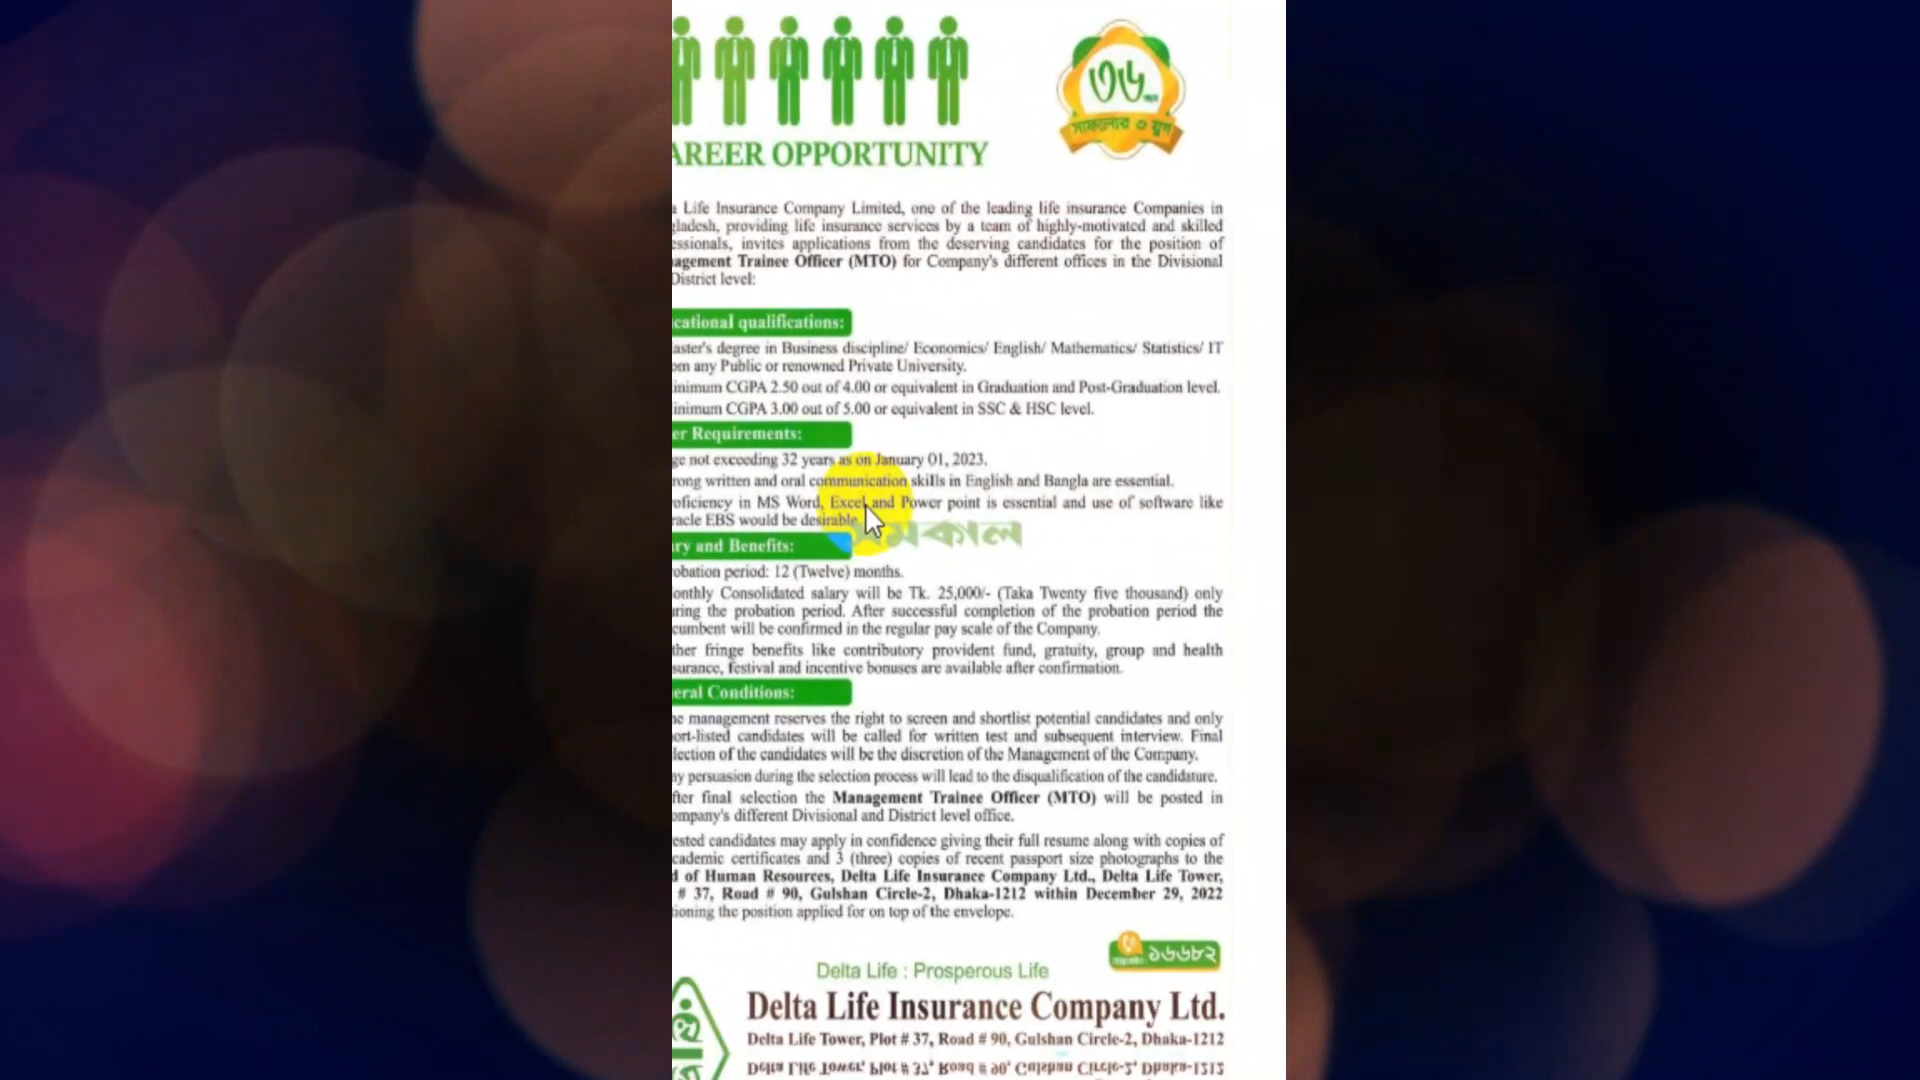 ৩৬
সাফল্যের ৩ যুগ
AREER OPPORTUNITY
a Life Insurance Company Limited, one of the leading life insurance Companies in
gladesh, providing life insurance services by a team of highly-motivated and skilled
essionals, invites applications from the deserving candidates for the position of
agement Trainee Officer (MTO) for Company's different offices in the Divisional
District level:
cational qualifications:
aster's degree in Business discipline/ Economics/ English/ Mathematics/ Statistics/ IT
om any Public or renowned Private University.
inimum CGPA 2.50 out of 4.00 or equivalent in Graduation and Post-Graduation level.
inimum CGPA 3.00 out of 5.00 or equivalent in SSC & HSC level.
er Requirements:
ge not exceeding 32 years as on January 01, 2023.
rong written and oral communication skills in English and Bangla are essential.
oficiency in MS Word, Excel and Power point is essential and use of software like
racle EBS would be desirable
সমকাল
ry and Benefits:
obation period: 12 (Twelve) months.
onthly Consolidated salary will be Tk. 25,000/- (Taka Twenty five thousand) only
uring the probation period. After successful completion of the probation period the
cumbent will be confirmed in the regular pay scale of the Company.
ther fringe benefits like contributory provident fund, gratuity, group and health
surance, festival and incentive bonuses are available after confirmation.
eral Conditions:
he management reserves the right to screen and shortlist potential candidates and only
ort-listed candidates will be called for written test and subsequent interview. Final
lection of the candidates will be the discretion of the Management of the Company.
ny persuasion during the selection process will lead to the disqualification of the candidature.
fter final selection the Management Trainee Officer (MTO) will be posted in
ompany's different Divisional and District level office.
ested candidates may apply in confidence giving their full resume along with copies of
cademic certificates and 3 (three) copies of recent passport size photographs to the
d of Human Resources, Delta Life Insurance Company Ltd., Delta Life Tower,
# 37, Road # 90, Gulshan Circle-2, Dhaka-1212 within December 29, 2022
ioning the position applied for on top of the envelope.
১৬৬৮২
Delta Life : Prosperous Life
Delta Life Insurance Company Ltd.
Delta Life Tower, Plot # 37, Road # 90, Gulshan Circle-2, Dhaka-1212